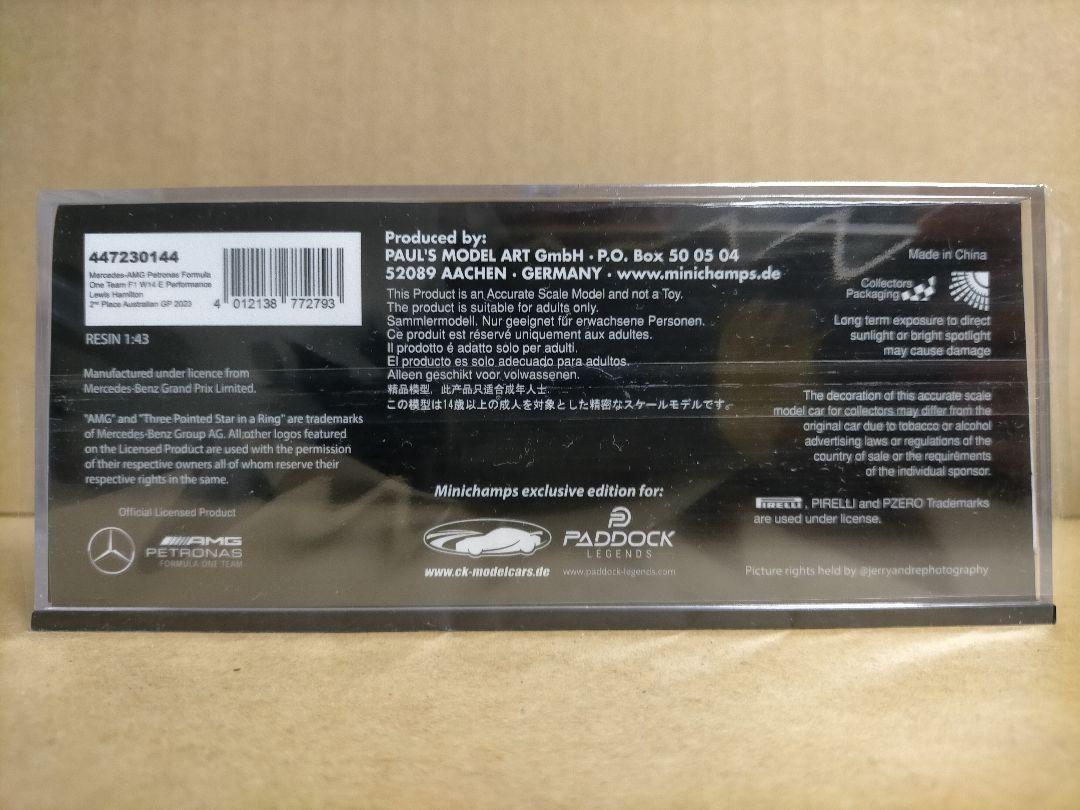 447230144
Mercedes-AMG Petronas Formula
One Team F1 W14 E Performance
Lewis Hamilton
2nd Place Australian GP 2023
4 012138 772793
RESIN 1:43
Manufactured under licence from
Mercedes-Benz Grand Prix Limited.
"AMG" and "Three Pointed Star in a Ring" are trademarks
of Mercedes-Benz Group AG. All other logos featured
on the Licensed Product are used with the permission
of their respective owners all of whom reserve their
respective rights in the same.
Official Licensed Product
AMG
PETRONAS
FORMULA ONE TEAM
Produced by:
PAUL'S MODEL ART GmbH · P.O. Box 50 05 04
52089 AACHEN · GERMANY · www.minichamps.de
This Product is an Accurate Scale Model and not a Toy.
The product is suitable for adults only.
Sammlermodell. Nur geeignet für erwachsene Personen.
Ce produit est réservé uniquement aux adultes.
Il prodotto é adatto solo per adulti.
El producto es solo adecuado para adultos.
Alleen geschikt voor volwassenen.
精品模型，此产品只适合成年人士.
この模型は14歳以上の成人を対象とした精密なスケールモデルです。
Minichamps exclusive edition for:
www.ck-modelcars.de
PADDOCK
LEGENDS
www.paddock-legends.com
Made in China
Collectors
Packaging
Long term exposure to direct
sunlight or bright spotlight
may cause damage
The decoration of this accurate scale
model car for collectors may differ from the
original car due to tobacco or alcohol
advertising laws or regulations of the
country of sale or the requirements
of the individual sponsor.
PIRELLI, PIRELLI and PZERO Trademarks
are used under license.
Picture rights held by @jerryandrephotography